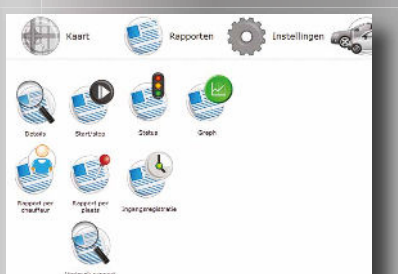 Kaart Rapporten Instellingen
Details Start/stop Status Graph
Rapport per chauffeur
Rapport per plaats
Ingangsregistratie